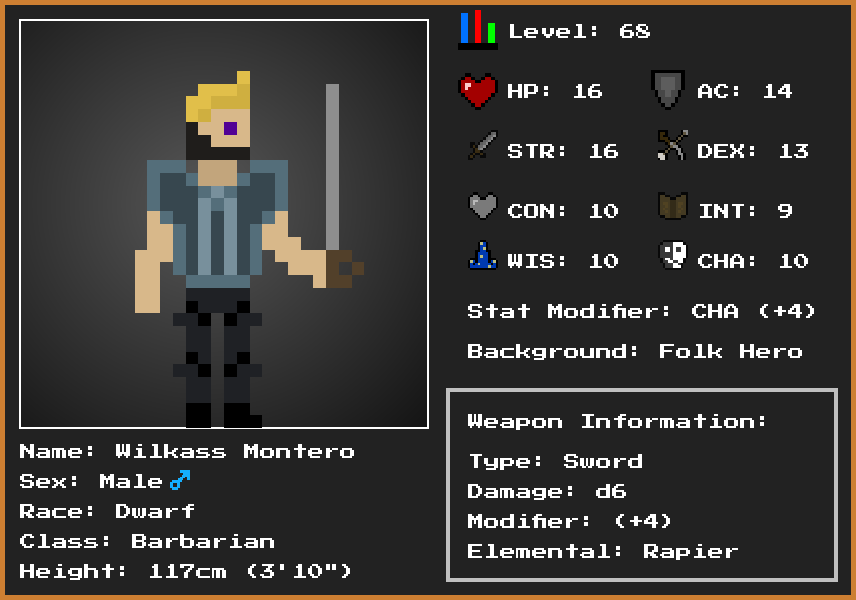 Level: 68
HP: 16
AC: 14
STR: 16
DEX: 13
CON: 10
INT: 9
WIS: 10
CHA: 10
Stat Modifier: CHA (+4)
Background: Folk Hero
Weapon Information:
Type: Sword
Damage: d6
Modifier: (+4)
Elemental: Rapier
Name: Wilkass Montero
Sex: Male ♂
Race: Dwarf
Class: Barbarian
Height: 117cm (3'10")